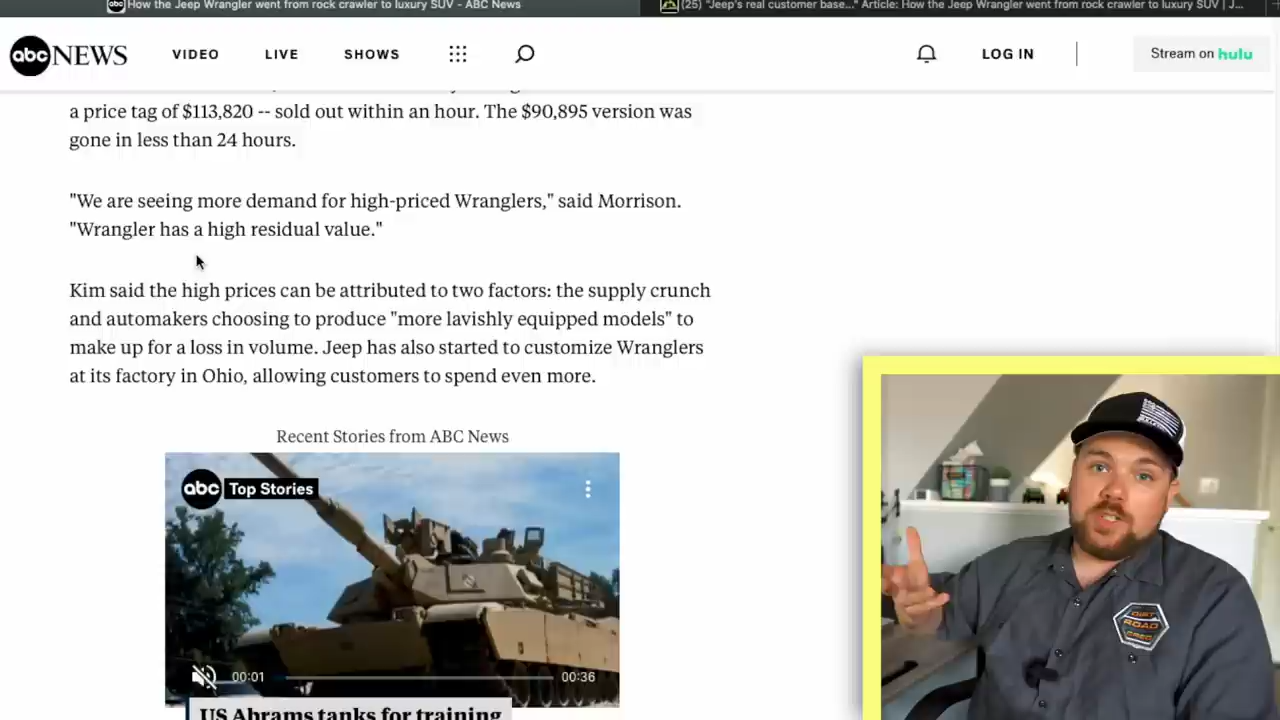 How the Jeep Wrangler went from rock crawler to luxury SUV - ABC News
(25) "Jeep's real customer base..." Article: How the Jeep Wrangler went from rock crawler to luxury SUV | J...
abc NEWS
VIDEO
LIVE
SHOWS
LOG IN
Stream on hulu
a price tag of $113,820 -- sold out within an hour. The $90,895 version was
gone in less than 24 hours.
"We are seeing more demand for high-priced Wranglers," said Morrison.
"Wrangler has a high residual value."
Kim said the high prices can be attributed to two factors: the supply crunch
and automakers choosing to produce "more lavishly equipped models" to
make up for a loss in volume. Jeep has also started to customize Wranglers
at its factory in Ohio, allowing customers to spend even more.
Recent Stories from ABC News
abc Top Stories
00:01
00:36
US Abrams tanks for training
DIRT
ROAD